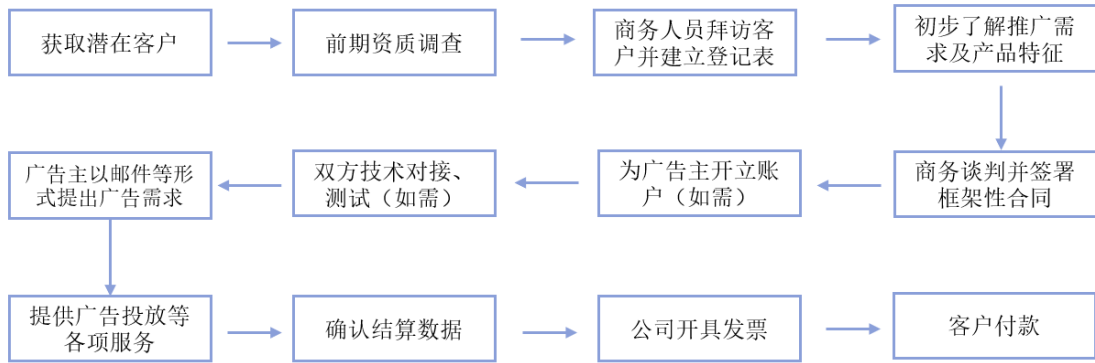 获取潜在客户
前期资质调查
商务人员拜访客
户并建立登记表
初步了解推广需
求及产品特征
商务谈判并签署
框架性合同
为广告主开立账
户（如需）
双方技术对接、
测试（如需）
广告主以邮件等形
式提出广告需求
提供广告投放等
各项服务
确认结算数据
公司开具发票
客户付款